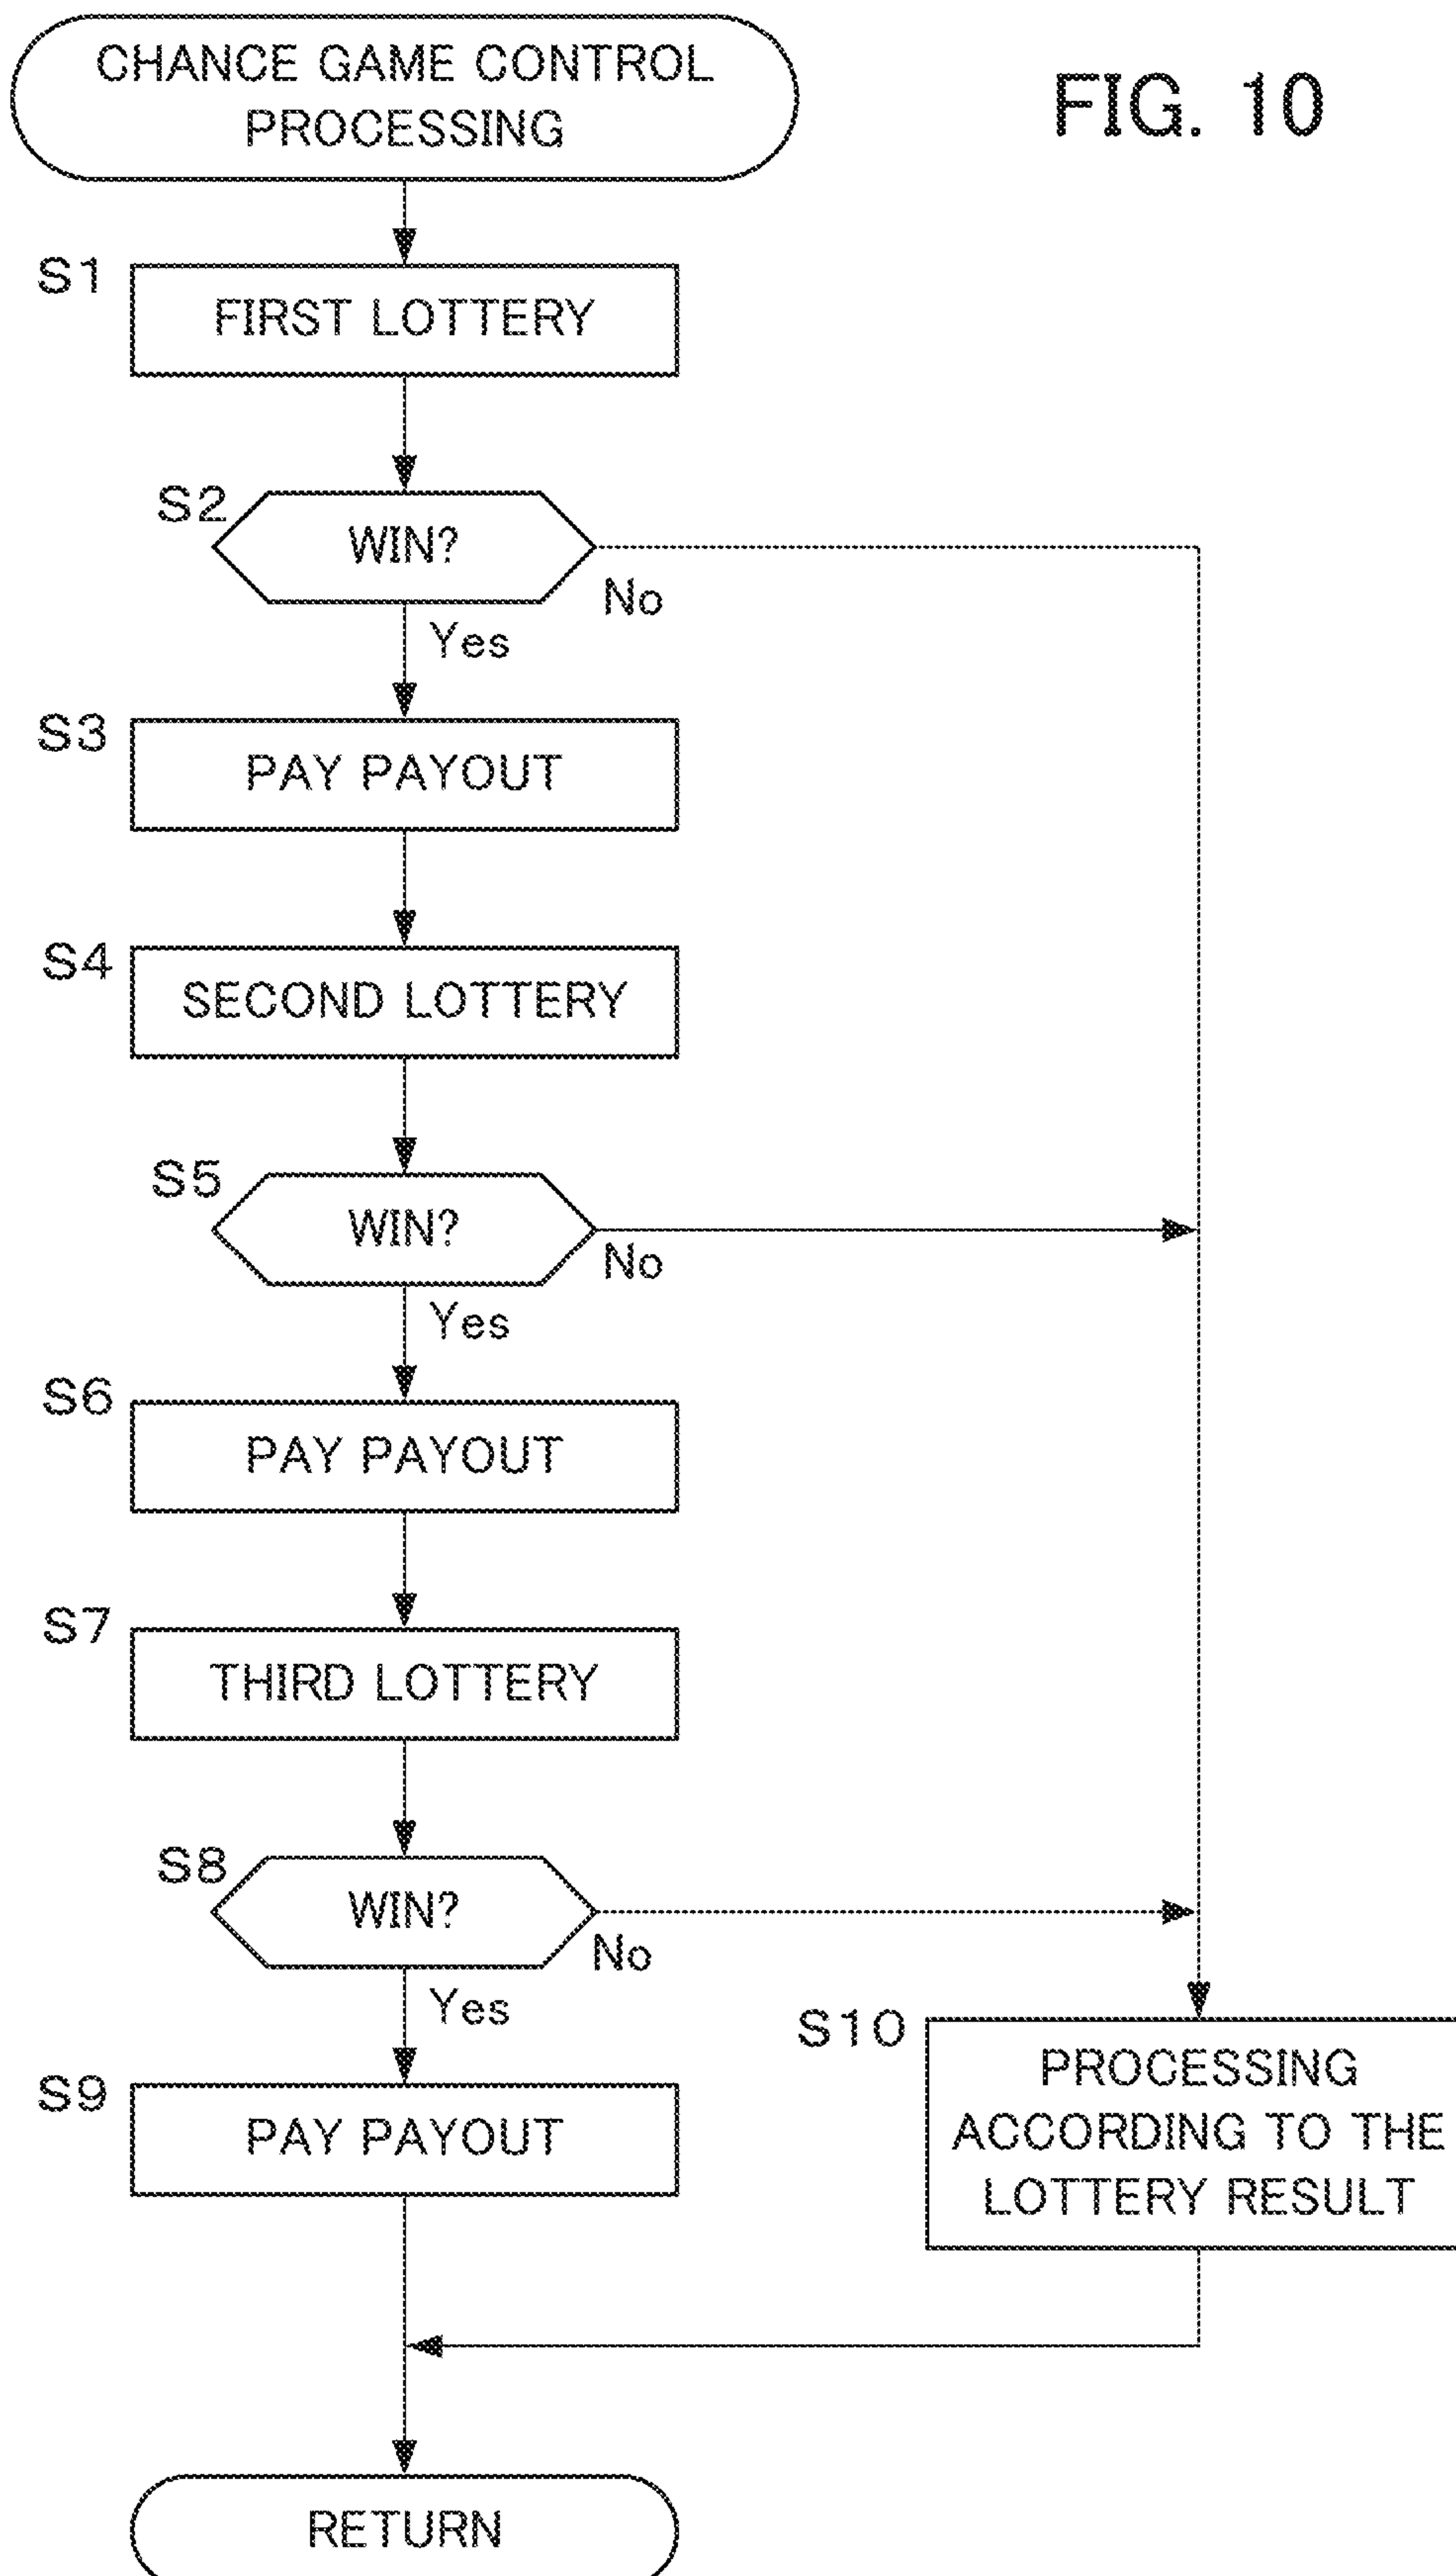 CHANCE GAME CONTROL
PROCESSING
FIG. 10
S1
FIRST LOTTERY
S2
WIN?
No
Yes
S3
PAY PAYOUT
S4
SECOND LOTTERY
S5
WIN?
No
Yes
S6
PAY PAYOUT
S7
THIRD LOTTERY
S8
WIN?
No
Yes
S10
PROCESSING
ACCORDING TO THE
LOTTERY RESULT
S9
PAY PAYOUT
RETURN